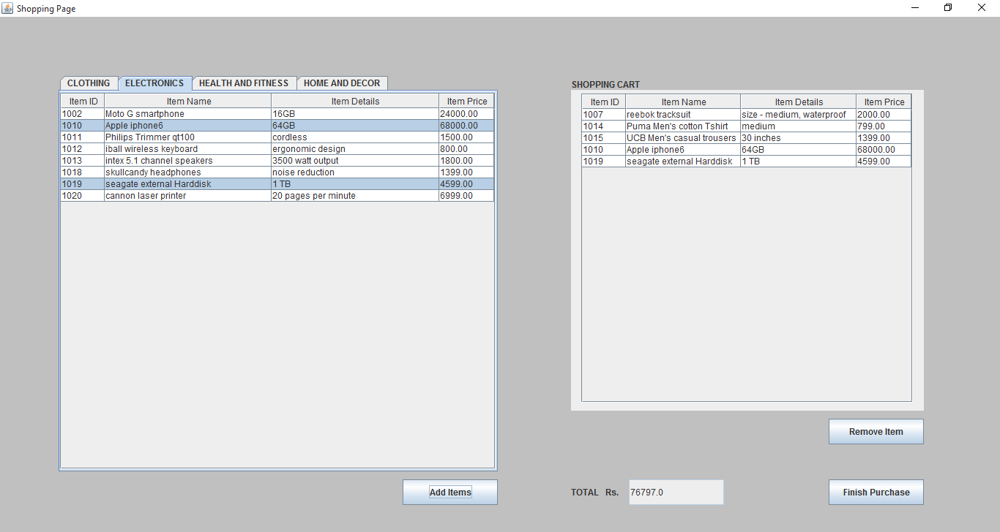 Shopping Page
CLOTHING ELECTRONICS HEALTH AND FITNESS HOME AND DECOR
Item ID Item Name Item Details Item Price
1002 Moto G smartphone 16GB 24000.00
1010 Apple iphone6 64GB 68000.00
1011 Philips Trimmer qt100 cordless 1500.00
1012 iball wireless keyboard ergonomic design 800.00
1013 intex 5.1 channel speakers 3500 watt output 1800.00
1018 skullcandy headphones noise reduction 1399.00
1019 seagate external Harddisk 1 TB 4599.00
1020 cannon laser printer 20 pages per minute 6999.00
Add Items
SHOPPING CART
Item ID Item Name Item Details Item Price
1007 reebok tracksuit size - medium, waterproof 2000.00
1014 Puma Men's cotton Tshirt medium 799.00
1015 UCB Men's casual trousers 30 inches 1399.00
1010 Apple iphone6 64GB 68000.00
1019 seagate external Harddisk 1 TB 4599.00
Remove Item
TOTAL Rs. 76797.0
Finish Purchase